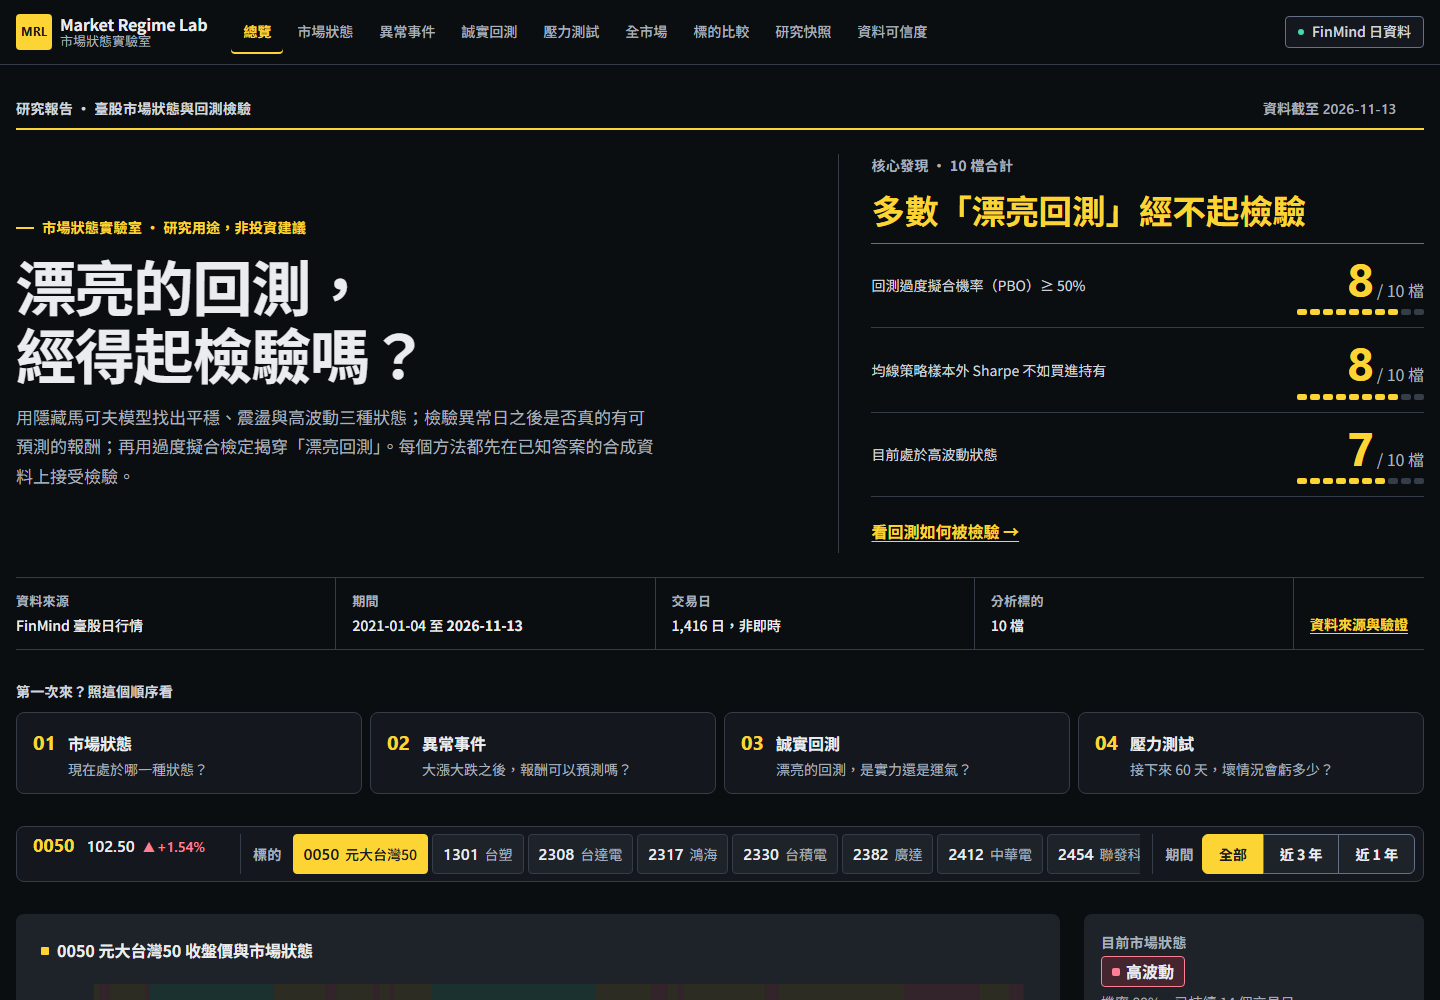 MRL
Market Regime Lab
市場狀態實驗室
總覽 市場狀態 異常事件 誠實回測 壓力測試 全市場 標的比較 研究快照 資料可信度
FinMind 日資料
研究報告 • 臺股市場狀態與回測檢驗
資料截至 2026-11-13
市場狀態實驗室 • 研究用途，非投資建議
漂亮的回測，
經得起檢驗嗎？
用隱藏馬可夫模型找出平穩、震盪與高波動三種狀態；檢驗異常日之後是否真的有可
預測的報酬；再用過度擬合檢定揭穿「漂亮回測」。每個方法都先在已知答案的合成資
料上接受檢驗。
核心發現 • 10 檔合計
多數「漂亮回測」經不起檢驗
回測過度擬合機率（PBO）≥ 50%
8 / 10 檔
均線策略樣本外 Sharpe 不如買進持有
8 / 10 檔
目前處於高波動狀態
7 / 10 檔
看回測如何被檢驗 →
資料來源
FinMind 臺股日行情
期間
2021-01-04 至 2026-11-13
交易日
1,416 日，非即時
分析標的
10 檔
資料來源與驗證
第一次來？照這個順序看
01 市場狀態
現在處於哪一種狀態？
02 異常事件
大漲大跌之後，報酬可以預測嗎？
03 誠實回測
漂亮的回測，是實力還是運氣？
04 壓力測試
接下來 60 天，壞情況會虧多少？
0050 102.50 ▲+1.54%
標的 0050 元大台灣50 1301 台塑 2308 台達電 2317 鴻海 2330 台積電 2382 廣達 2412 中華電 2454 聯發科
期間 全部 近 3 年 近 1 年
0050 元大台灣50 收盤價與市場狀態
目前市場狀態
高波動